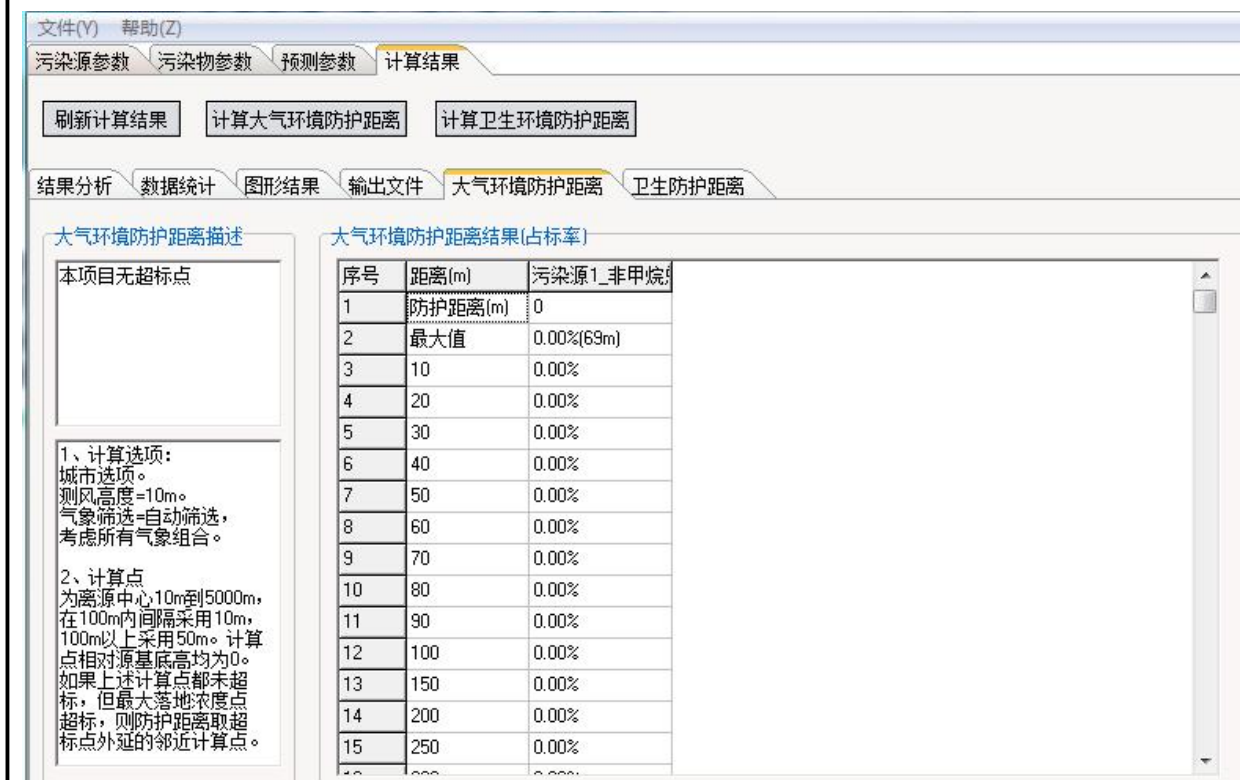 文件(Y) 帮助(Z)
污染源参数 污染物参数 预测参数 计算结果
刷新计算结果 计算大气环境防护距离 计算卫生环境防护距离
结果分析 数据统计 图形结果 输出文件 大气环境防护距离 卫生防护距离
大气环境防护距离描述
本项目无超标点
1、计算选项：
城市选项。
测风高度=10m。
气象筛选=自动筛选，
考虑所有气象组合。
2、计算点
为离源中心10m到5000m，
在100m内间隔采用10m，
100m以上采用50m。计算
点相对源基底高均为0。
如果上述计算点都未超
标，但最大落地浓度点
超标，则防护距离取超
标点外延的邻近计算点。
大气环境防护距离结果(占标率)
序号 距离(m) 污染源1_非甲烷
1 防护距离(m) 0
2 最大值 0.00%(69m)
3 10 0.00%
4 20 0.00%
5 30 0.00%
6 40 0.00%
7 50 0.00%
8 60 0.00%
9 70 0.00%
10 80 0.00%
11 90 0.00%
12 100 0.00%
13 150 0.00%
14 200 0.00%
15 250 0.00%